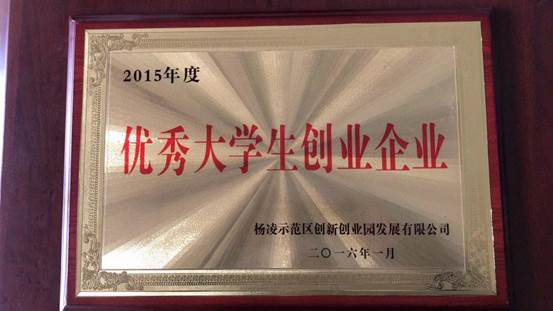 2015年度
优秀大学生创业企业
杨凌示范区创新创业园发展有限公司
二〇一六年一月